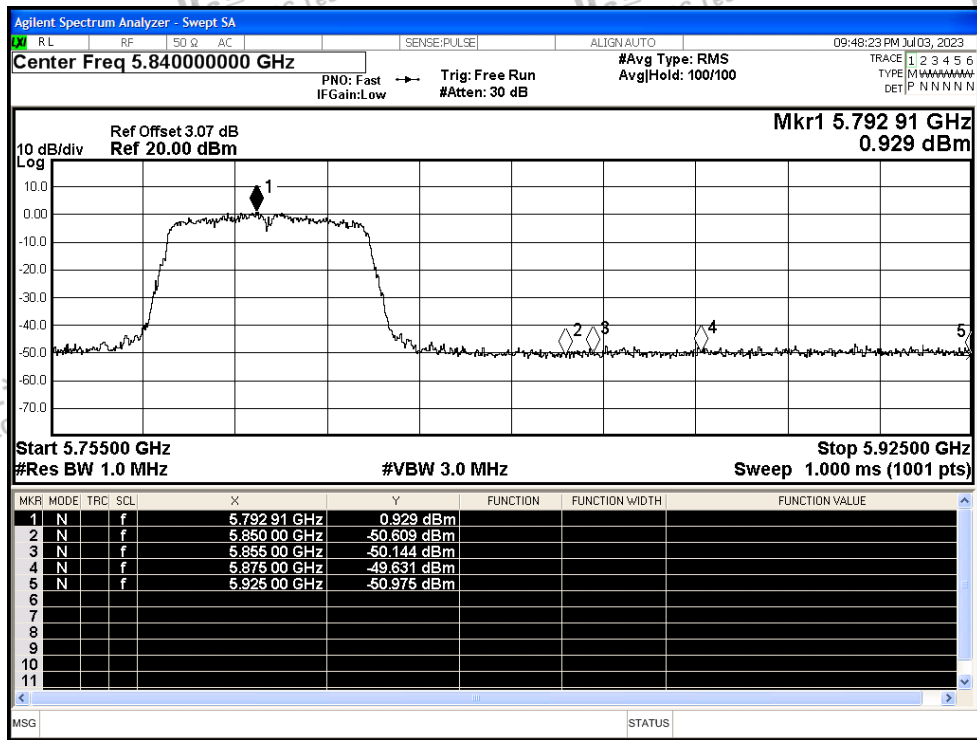 Agilent Spectrum Analyzer - Swept SA
LXI RL RF 50 Ω AC SENSE:PULSE ALIGN AUTO 09:48:23 PM Jul 03, 2023
Center Freq 5.840000000 GHz
PNO: Fast
IFGain:Low
Trig: Free Run
#Atten: 30 dB
#Avg Type: RMS
Avg|Hold: 100/100
TRACE 1 2 3 4 5 6
TYPE M WWWWW
DET P N N N N N
Mkr1 5.792 91 GHz
0.929 dBm
Ref Offset 3.07 dB
10 dB/div Ref 20.00 dBm
Log
10.0
0.00
-10.0
-20.0
-30.0
-40.0
-50.0
-60.0
-70.0
1
2
3
4
5
Start 5.75500 GHz Stop 5.92500 GHz
#Res BW 1.0 MHz #VBW 3.0 MHz Sweep 1.000 ms (1001 pts)
MKR MODE TRC SCL X Y FUNCTION FUNCTION WIDTH FUNCTION VALUE
1 N f 5.792 91 GHz 0.929 dBm
2 N f 5.850 00 GHz -50.609 dBm
3 N f 5.855 00 GHz -50.144 dBm
4 N f 5.875 00 GHz -49.631 dBm
5 N f 5.925 00 GHz -50.975 dBm
6
7
8
9
10
11
MSG STATUS